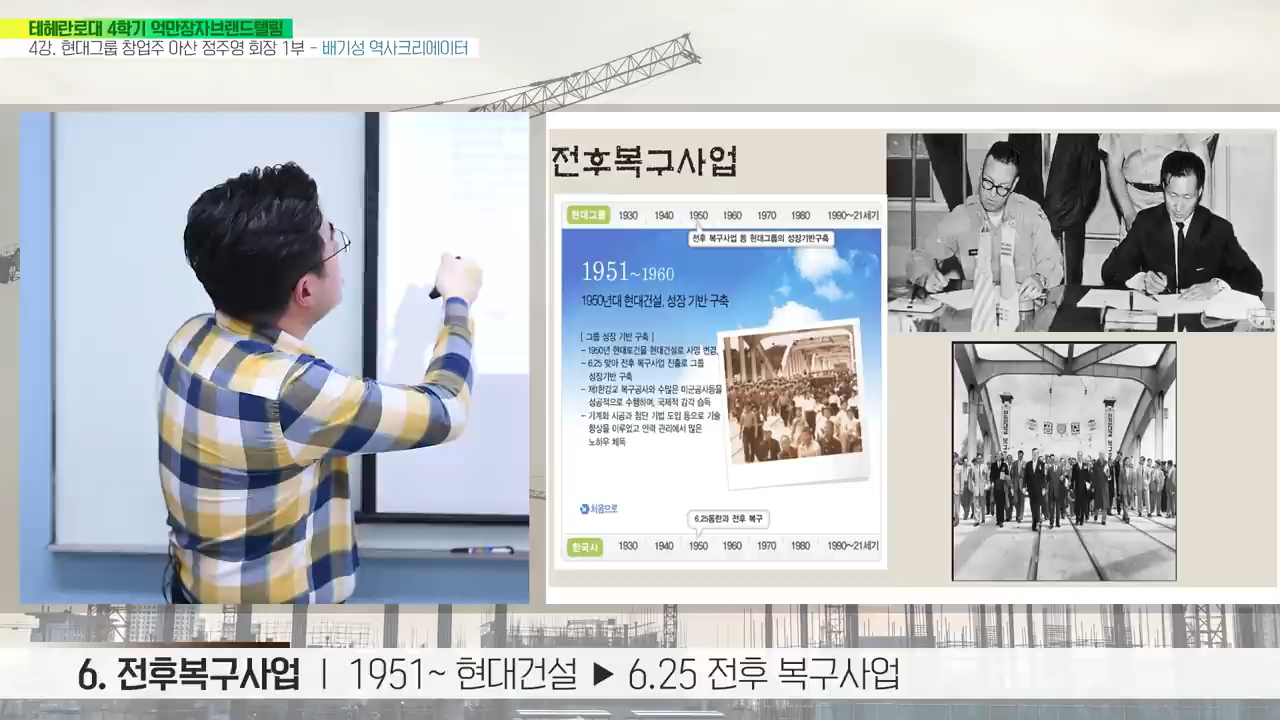 테헤란로대 4학기 억만장자브랜드텔링
4강. 현대그룹 창업주 아산 정주영 회장 1부 - 배기성 역사크리에이터
전후복구사업
현대그룹 1930 1940 1950 1960 1970 1980 1990~21세기
전후 복구사업 등 현대그룹의 성장기반구축
1951~1960
1950년대 현대건설, 성장 기반 구축
[ 그룹 성장 기반 구축 ]
- 1950년 현대토건을 현대건설로 사명 변경,
- 6.25 맞아 전후 복구사업 진출로 그룹
성장기반 구축
- 제1한강교 복구공사와 수많은 미군공사등을
성공적으로 수행하며, 국제적 감각 습득
- 기계화 시공과 첨단 기법 도입 등으로 기술
향상을 이루었고 인력 관리에서 많은
노하우 체득
처음으로
6.25동란과 전후 복구
한국사 1930 1940 1950 1960 1970 1980 1990~21세기
6. 전후복구사업 | 1951~ 현대건설 ▶ 6.25 전후 복구사업